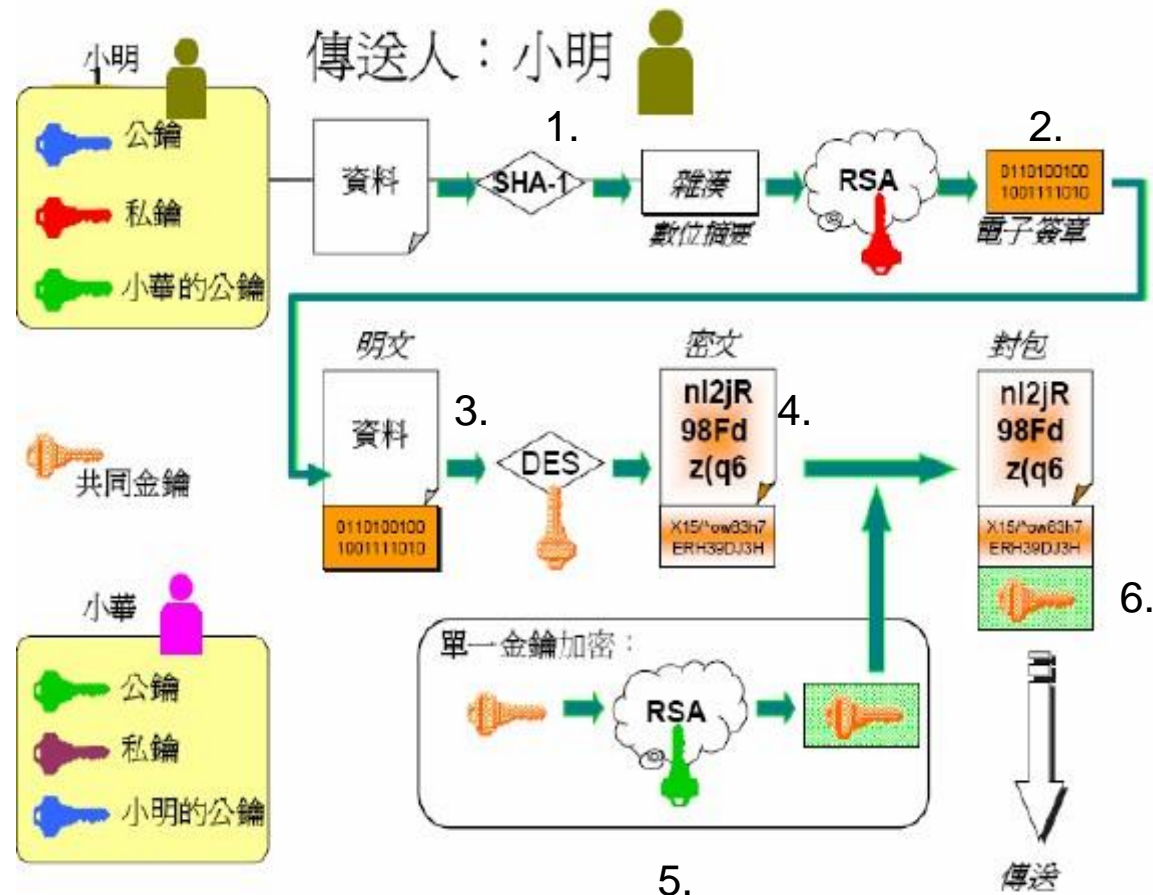 傳送人：小明
小明
公鑰
私鑰
小華的公鑰
1.
2.
資料
SHA-1
雜湊
數位摘要
RSA
0110100100
1001111010
電子簽章
明文
密文
封包
資料
3.
DES
nI2jR
98Fd
z(q6
4.
nI2jR
98Fd
z(q6
共同金鑰
0110100100
1001111010
X15/^ow83h7
ERH39DJ3H
X15/^ow83h7
ERH39DJ3H
6.
小華
公鑰
私鑰
小明的公鑰
單一金鑰加密：
RSA
5.
傳送